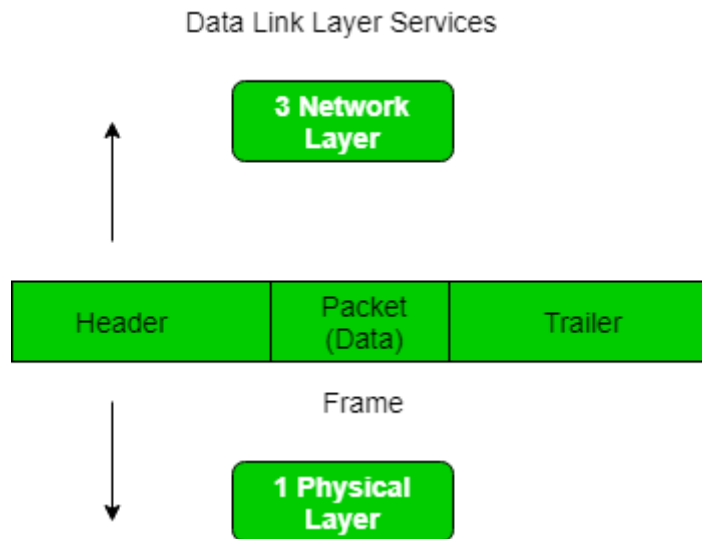 Data Link Layer Services
3 Network
Layer
Header
Packet
(Data)
Trailer
Frame
1 Physical
Layer